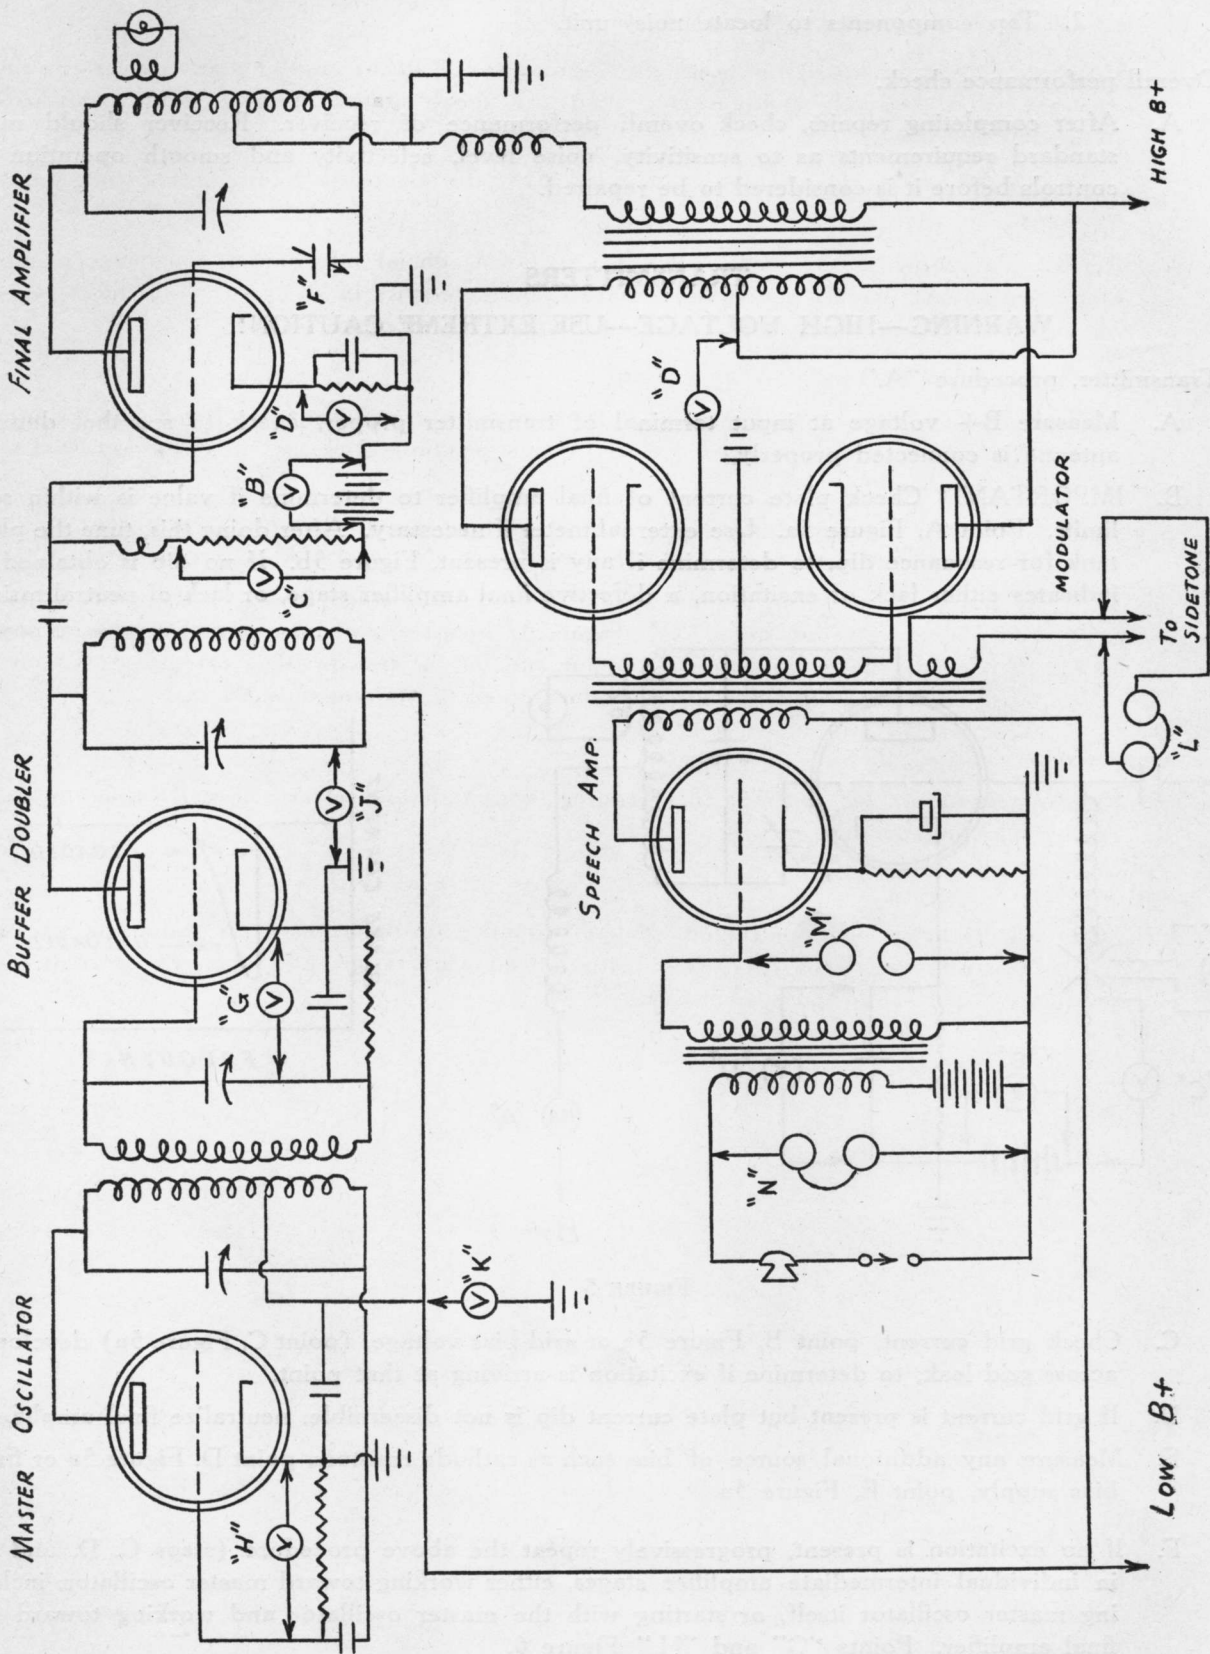 MASTER OSCILLATOR
BUFFER DOUBLER
FINAL AMPLIFIER
"H"
V
"G"
V
"C"
V
"B"
V
"D"
V
"F"
"J"
V
"K"
V
SPEECH AMP.
"D"
V
"N"
"M"
MODULATOR
"L"
TO
SIDETONE
LOW B+
HIGH B+